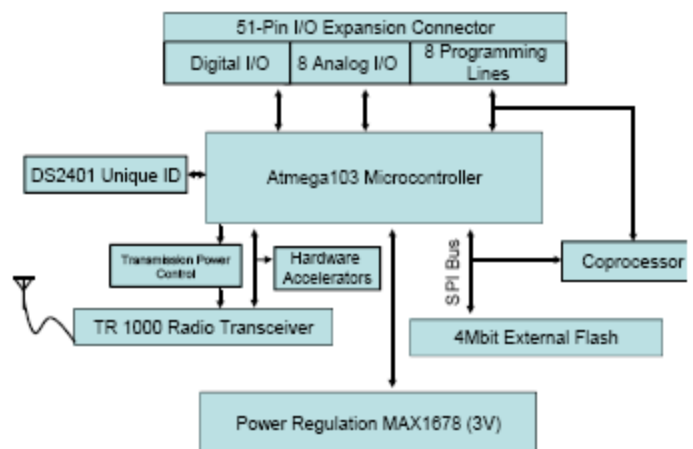 51-Pin I/O Expansion Connector
Digital I/O
8 Analog I/O
8 Programming
Lines
DS2401 Unique ID
Atmega103 Microcontroller
Transmission Power
Control
Hardware
Accelerators
SPI Bus
Coprocessor
TR 1000 Radio Transceiver
4Mbit External Flash
Power Regulation MAX1678 (3V)